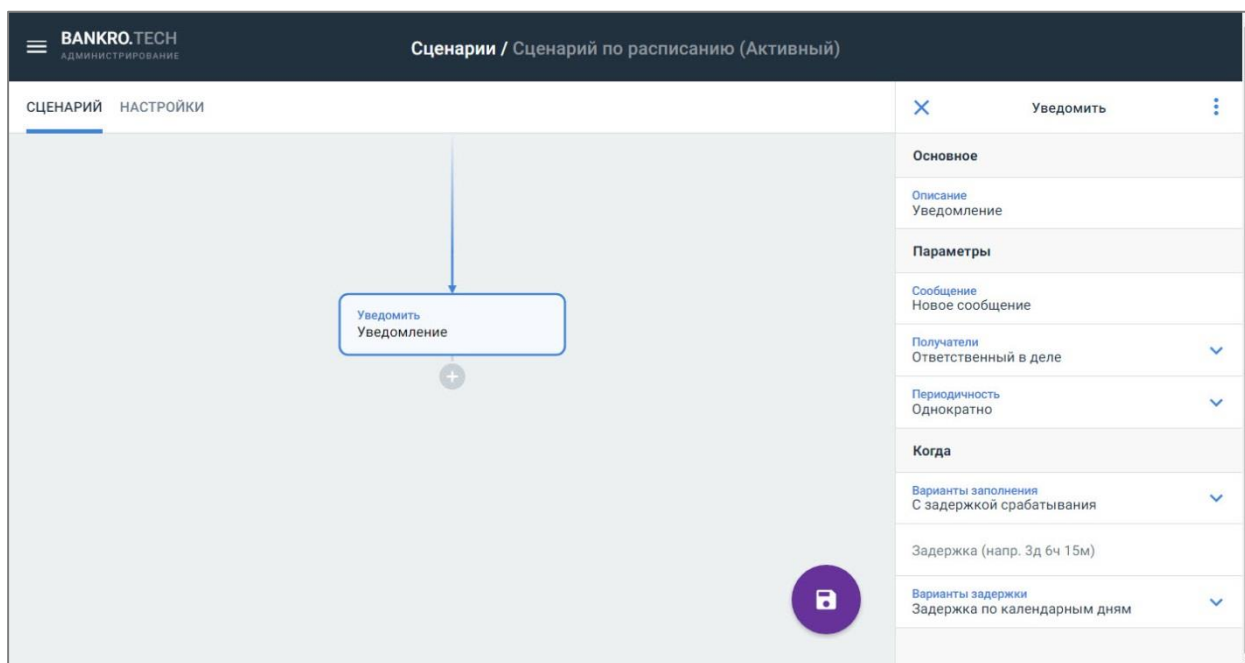 BANKRO.TECH
АДМИНИСТРИРОВАНИЕ
Сценарии / Сценарий по расписанию (Активный)
СЦЕНАРИЙ НАСТРОЙКИ
Уведомить
Уведомление
Уведомить
Основное
Описание
Уведомление
Параметры
Сообщение
Новое сообщение
Получатели
Ответственный в деле
Периодичность
Однократно
Когда
Варианты заполнения
С задержкой срабатывания
Задержка (напр. 3д 6ч 15м)
Варианты задержки
Задержка по календарным дням